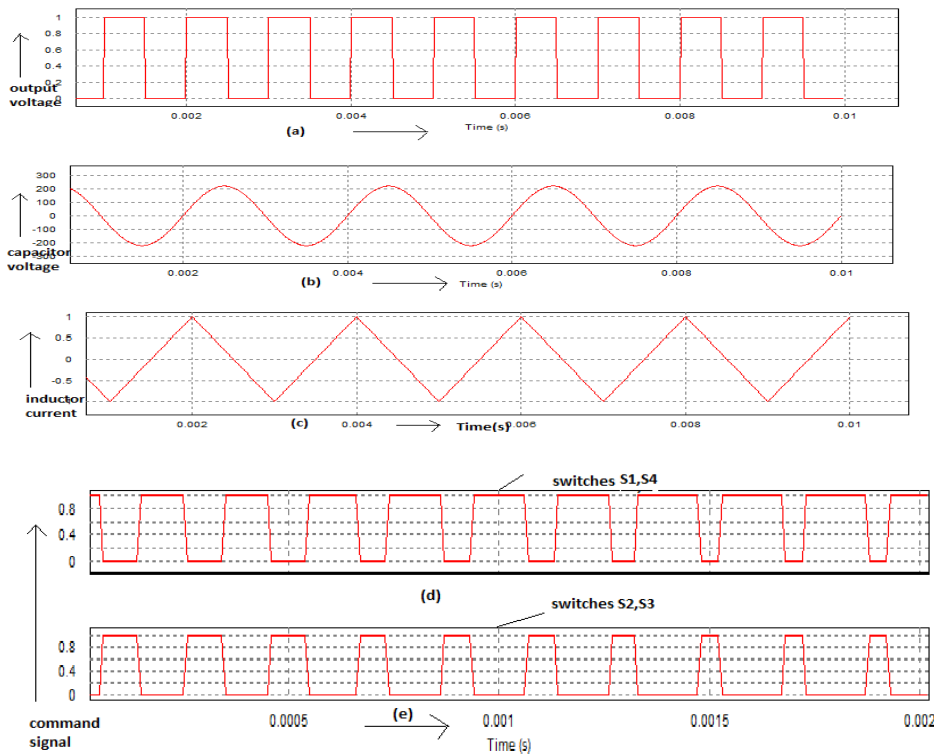 1
0.8
0.6
0.4
0.2
0
output
voltage
0.002
0.004
0.006
0.008
0.01
(a)
Time (s)
300
200
100
0
-100
-200
capacitor
voltage
0.002
0.004
0.006
0.008
0.01
(b)
Time (s)
1
0.5
0
-0.5
inductor
current
0.002
0.004
0.006
0.008
0.01
(c)
Time(s)
switches S1,S4
0.8
0.4
0
(d)
switches S2,S3
0.8
0.4
0
command
signal
0.0005
(e)
0.001
0.0015
0.002
Time (s)